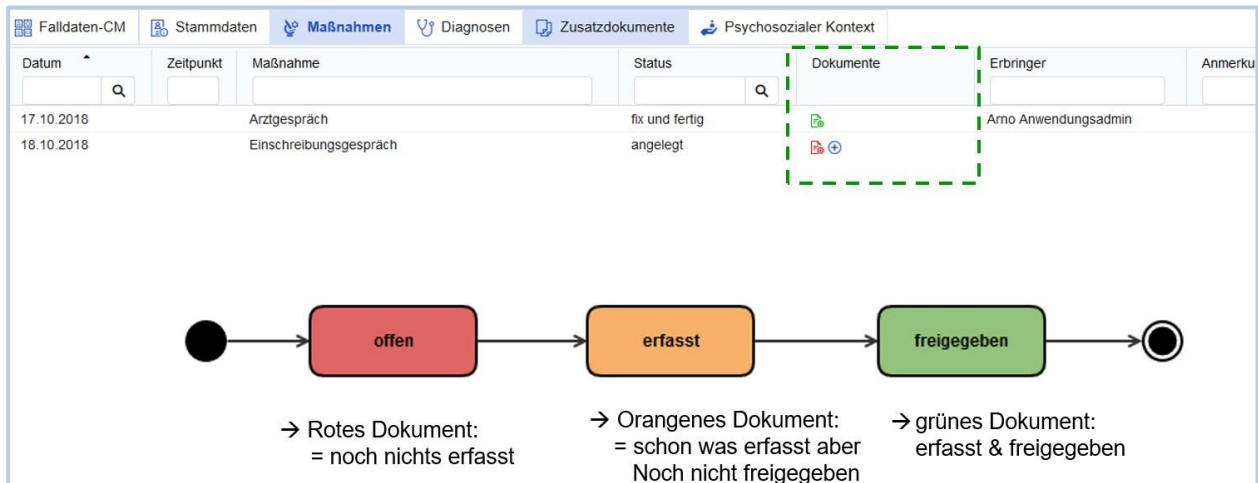 Falldaten-CM Stammdaten Maßnahmen Diagnosen Zusatzdokumente Psychosozialer Kontext
Datum Zeitpunkt Maßnahme Status Dokumente Erbringer Anmerku
17.10.2018 Arztgespräch fix und fertig Arno Anwendungsadmin
18.10.2018 Einschreibungsgespräch angelegt
offen erfasst freigegeben
→ Rotes Dokument:
= noch nichts erfasst
→ Orangenes Dokument:
= schon was erfasst aber
Noch nicht freigegeben
→ grünes Dokument:
erfasst & freigegeben